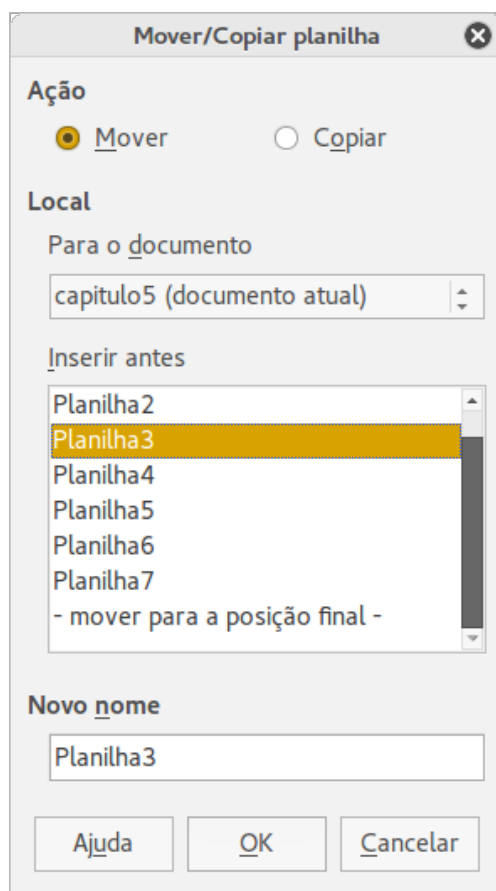 Mover/Copiar planilha
Ação
Mover Copiar
Local
Para o documento
capitulo5 (documento atual)
Inserir antes
Planilha2
Planilha3
Planilha4
Planilha5
Planilha6
Planilha7
- mover para a posição final -
Novo nome
Planilha3
Ajuda OK Cancelar